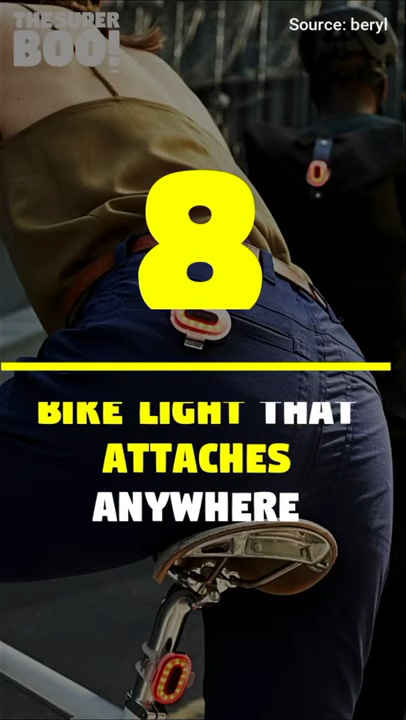 THE SUPER
BOO!
Source: beryl
8
BIKE LIGHT THAT
ATTACHES
ANYWHERE